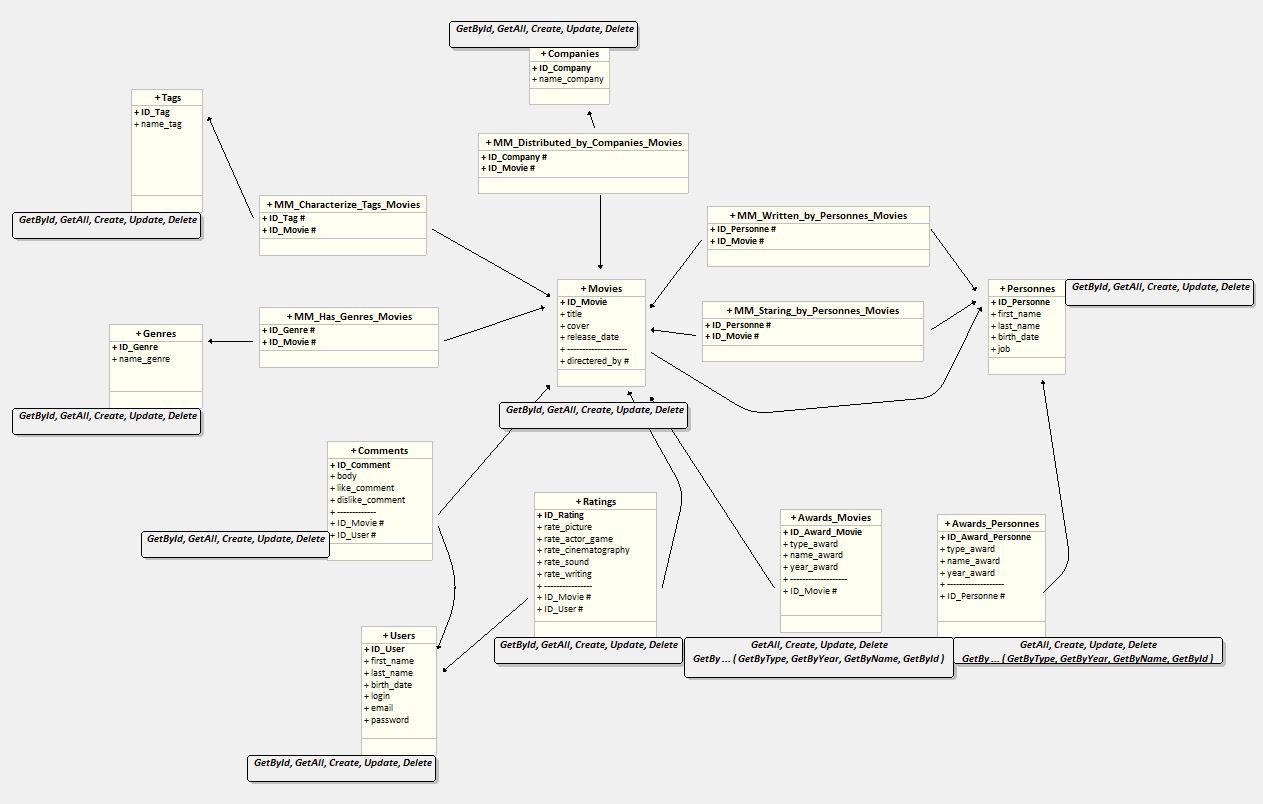 GetById, GetAll, Create, Update, Delete
+ Companies
+ ID_Company
+ name_company
+ Tags
+ ID_Tag
+ name_tag
GetById, GetAll, Create, Update, Delete
+ MM_Distributed_by_Companies_Movies
+ ID_Company #
+ ID_Movie #
+ MM_Characterize_Tags_Movies
+ ID_Tag #
+ ID_Movie #
+ MM_Written_by_Personnes_Movies
+ ID_Personne #
+ ID_Movie #
+ Movies
+ ID_Movie
+ title
+ cover
+ release_date
+ --------------------
+ directered_by #
GetById, GetAll, Create, Update, Delete
+ MM_Staring_by_Personnes_Movies
+ ID_Personne #
+ ID_Movie #
+ Personnes
+ ID_Personne
+ first_name
+ last_name
+ birth_date
+ job
GetById, GetAll, Create, Update, Delete
+ MM_Has_Genres_Movies
+ ID_Genre #
+ ID_Movie #
+ Genres
+ ID_Genre
+ name_genre
GetById, GetAll, Create, Update, Delete
+ Comments
+ ID_Comment
+ body
+ like_comment
+ dislike_comment
+ -------------
+ ID_Movie #
+ ID_User #
GetById, GetAll, Create, Update, Delete
+ Ratings
+ ID_Rating
+ rate_picture
+ rate_actor_game
+ rate_cinematography
+ rate_sound
+ rate_writing
+ ----------------
+ ID_Movie #
+ ID_User #
GetById, GetAll, Create, Update, Delete
+ Awards_Movies
+ ID_Award_Movie
+ type_award
+ name_award
+ year_award
+ -------------------
+ ID_Movie #
GetAll, Create, Update, Delete
GetBy ... ( GetByType, GetByYear, GetByName, GetById )
+ Awards_Personnes
+ ID_Award_Personne
+ type_award
+ name_award
+ year_award
+ -------------------
+ ID_Personne #
GetAll, Create, Update, Delete
GetBy ... ( GetByType, GetByYear, GetByName, GetById )
+ Users
+ ID_User
+ first_name
+ last_name
+ birth_date
+ login
+ email
+ password
GetById, GetAll, Create, Update, Delete